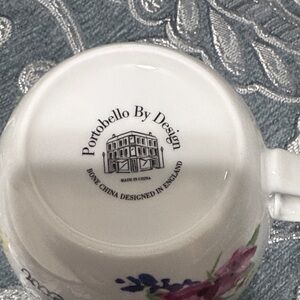 Portobello By Design
MADE IN CHINA
BONE CHINA DESIGNED IN ENGLAND